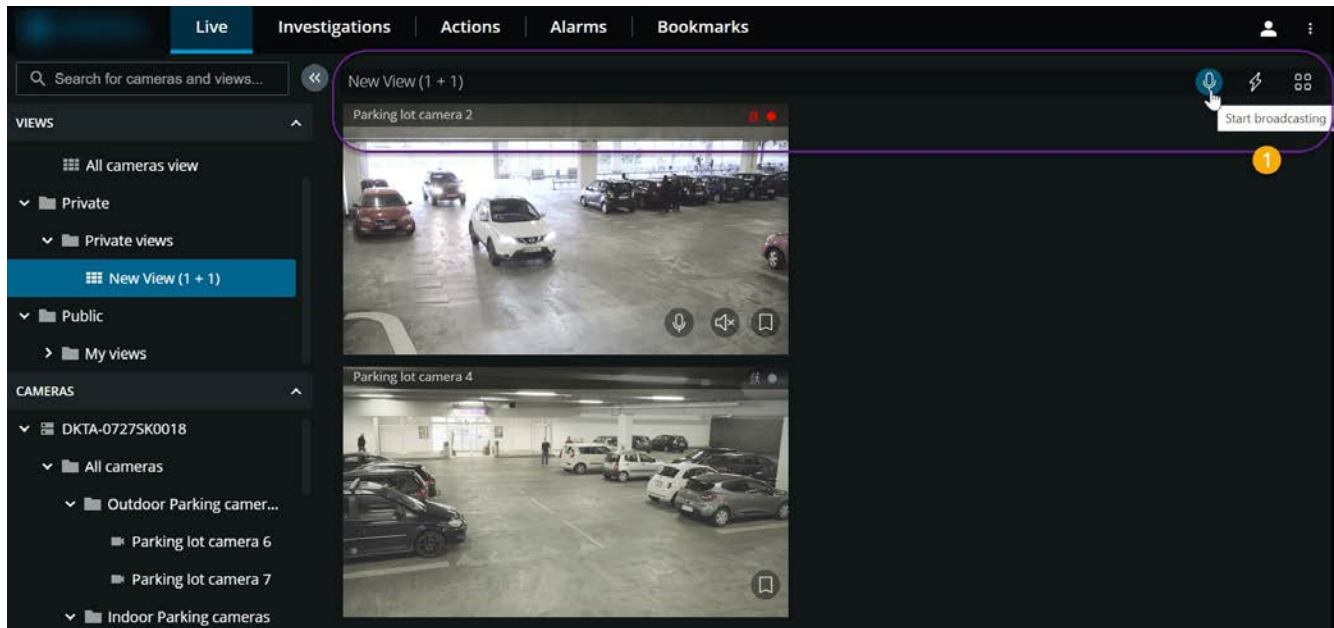 Live Investigations Actions Alarms Bookmarks
Search for cameras and views...
New View (1 + 1)
Start broadcasting
1
VIEWS
All cameras view
Private
Private views
New View (1 + 1)
Public
My views
CAMERAS
DKTA-0727SK0018
All cameras
Outdoor Parking camer...
Parking lot camera 6
Parking lot camera 7
Indoor Parking cameras
Parking lot camera 2
Parking lot camera 4